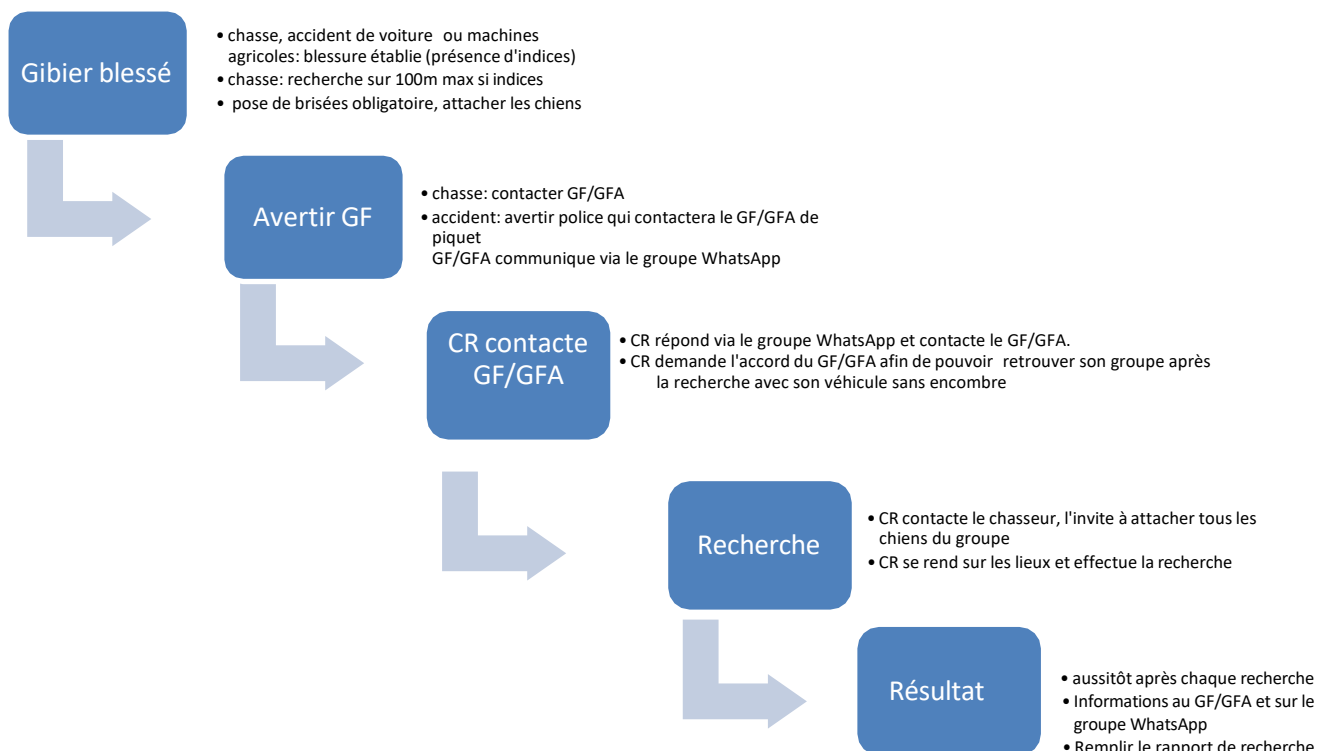 Gibier blessé
• chasse, accident de voiture ou machines
agricoles: blessure établie (présence d'indices)
• chasse: recherche sur 100m max si indices
• pose de brisées obligatoire, attacher les chiens
Avertir GF
• chasse: contacter GF/GFA
• accident: avertir police qui contactera le GF/GFA de
piquet
GF/GFA communique via le groupe WhatsApp
CR contacte
GF/GFA
• CR répond via le groupe WhatsApp et contacte le GF/GFA.
• CR demande l'accord du GF/GFA afin de pouvoir retrouver son groupe après
la recherche avec son véhicule sans encombre
Recherche
• CR contacte le chasseur, l'invite à attacher tous les
chiens du groupe
• CR se rend sur les lieux et effectue la recherche
Résultat
• aussitôt après chaque recherche
• Informations au GF/GFA et sur le
groupe WhatsApp
• Remplir le rapport de recherche